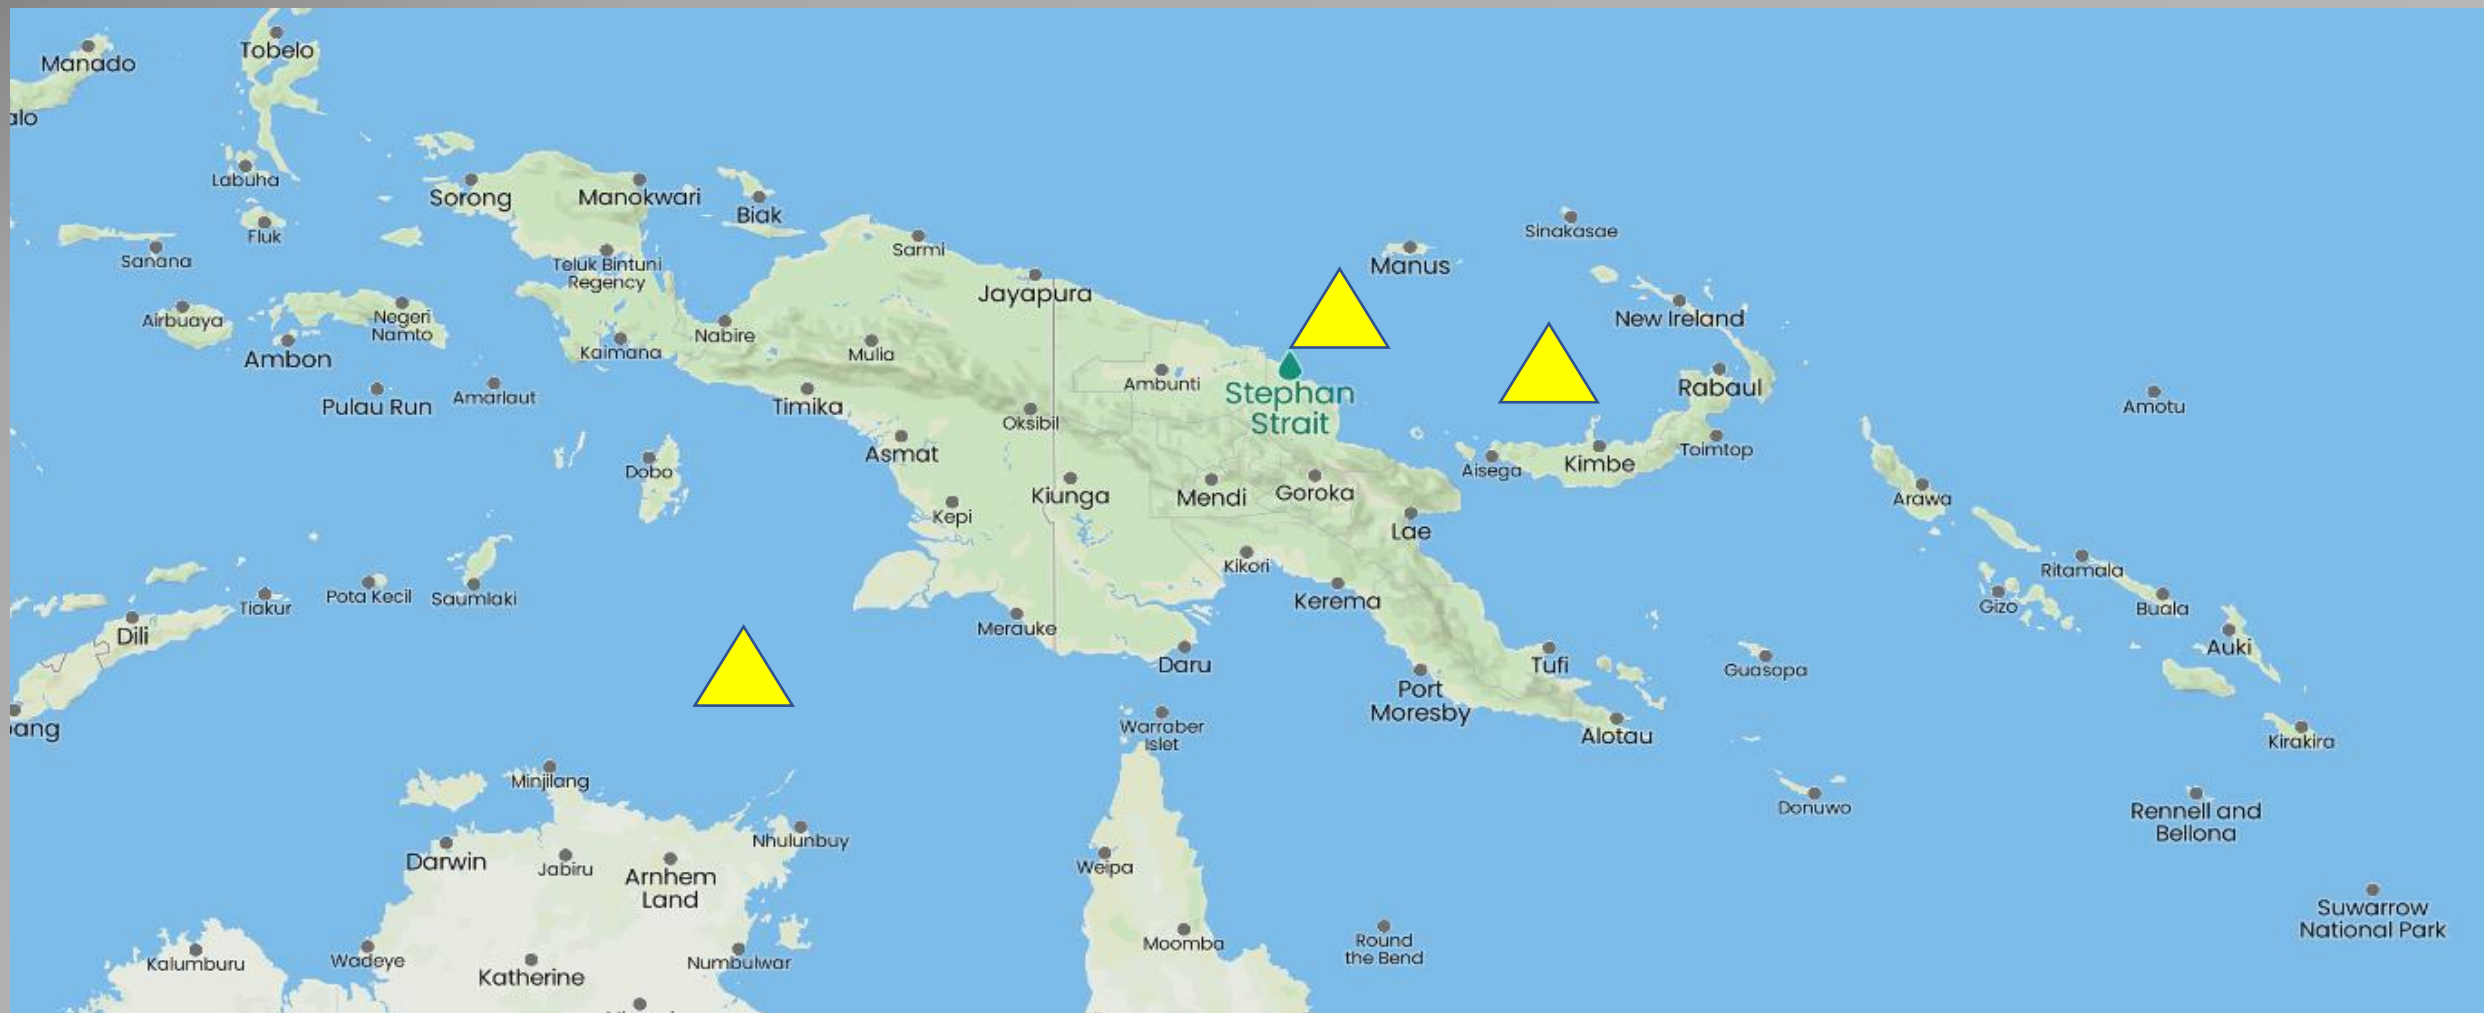 Tobelo
Manado
alo
Labuha
Sorong
Manokwari
Biak
Fluk
Sanana
Sarmi
Sinakasae
Manus
Teluk Bintuni
Regency
Jayapura
Airbuaya
Negeri
Namto
Ambon
Nabire
Kaimana
Mulia
New Ireland
Ambunti
Rabaul
Stephan
Strait
Pulau Run
Amarlaut
Timika
Oksibil
Amotu
Asmat
Toimtop
Aisega
Kimbe
Dobo
Kiunga
Mendi
Goroka
Arawa
Kepi
Lae
Kikori
Ritamala
Tiakur
Pota Kecil
Saumlaki
Kerema
Gizo
Buala
Dili
Merauke
Auki
Daru
Tufi
Guasopa
Port
Moresby
ang
Warraber
Islet
Alotau
Kirakira
Minjilang
Donuwo
Rennell and
Bellona
Nhulunbuy
Darwin
Jabiru
Arnhem
Land
Weipa
Suwarrow
National Park
Moomba
Round
the Bend
Kalumburu
Wadeye
Katherine
Numbulwar